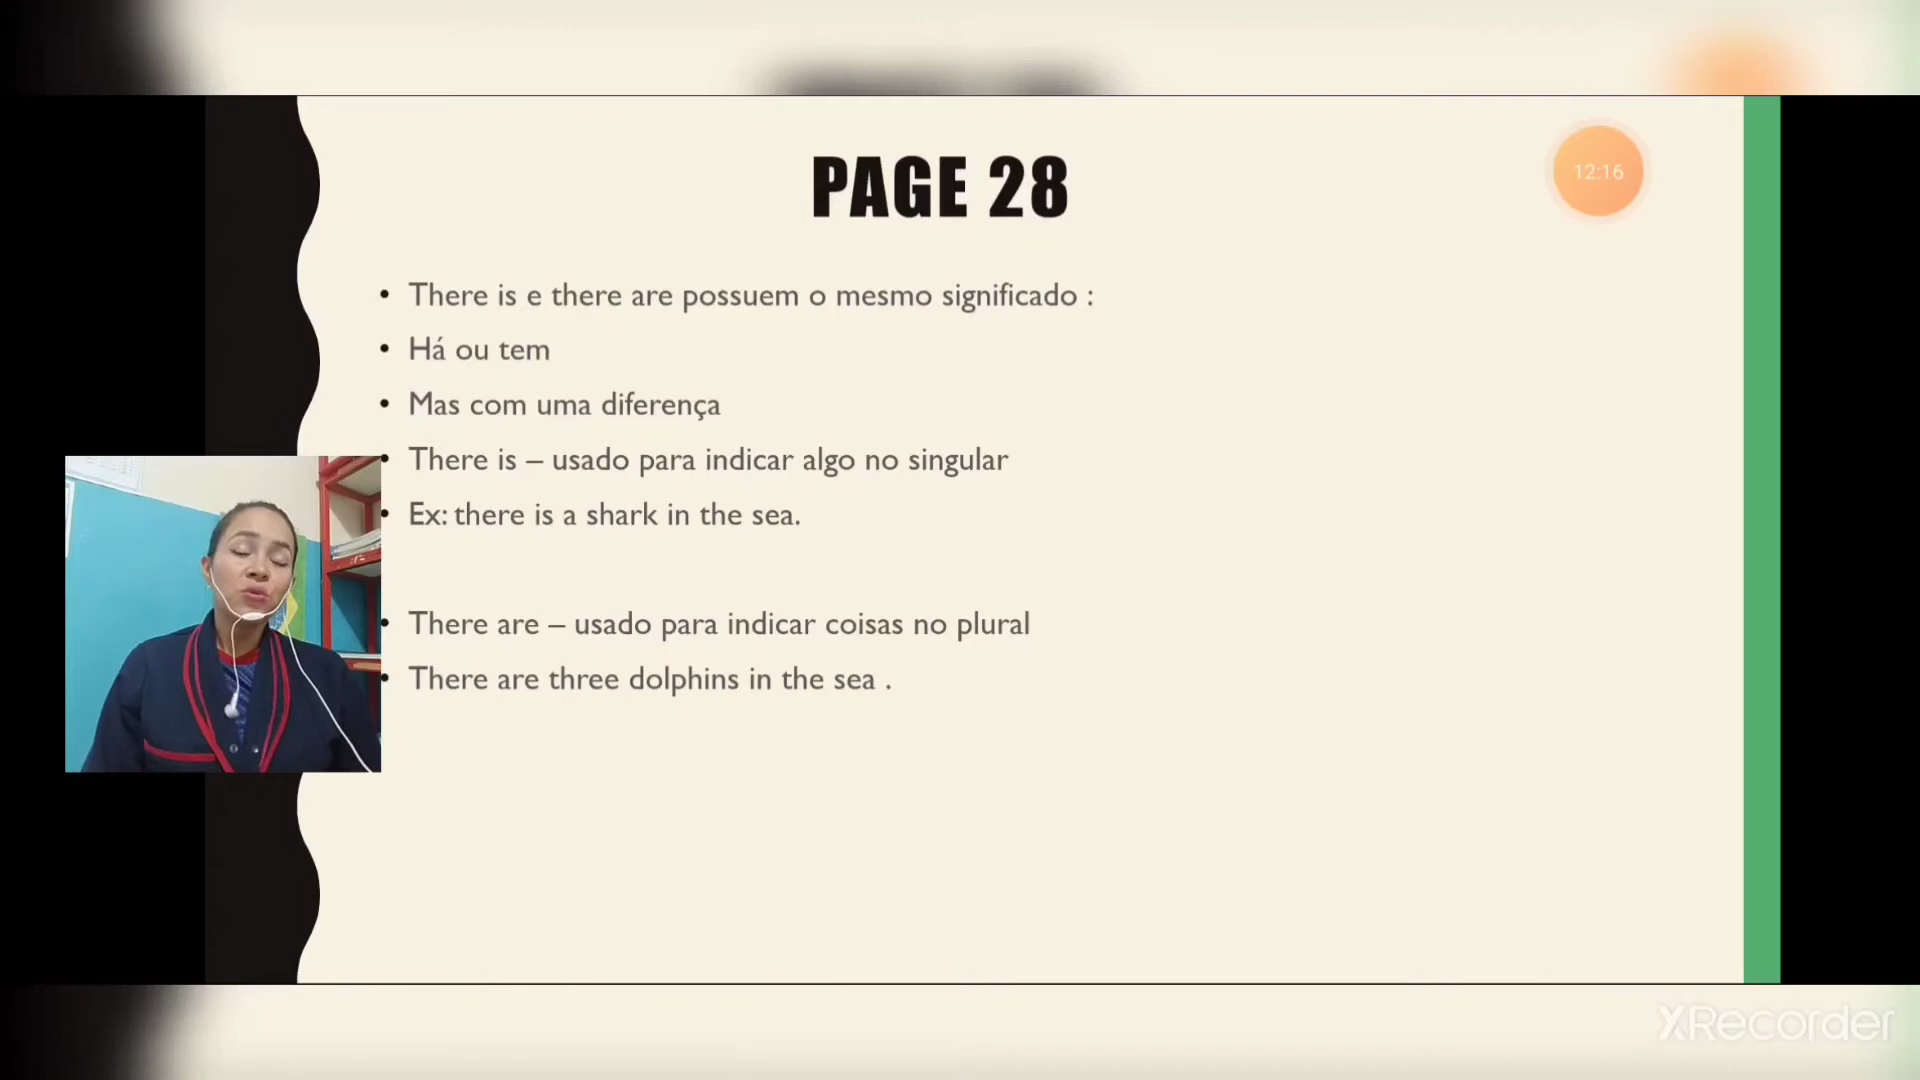 PAGE 28
12:16
• There is e there are possuem o mesmo significado :
• Há ou tem
• Mas com uma diferença
• There is – usado para indicar algo no singular
• Ex: there is a shark in the sea.
• There are – usado para indicar coisas no plural
• There are three dolphins in the sea .
XRecorder